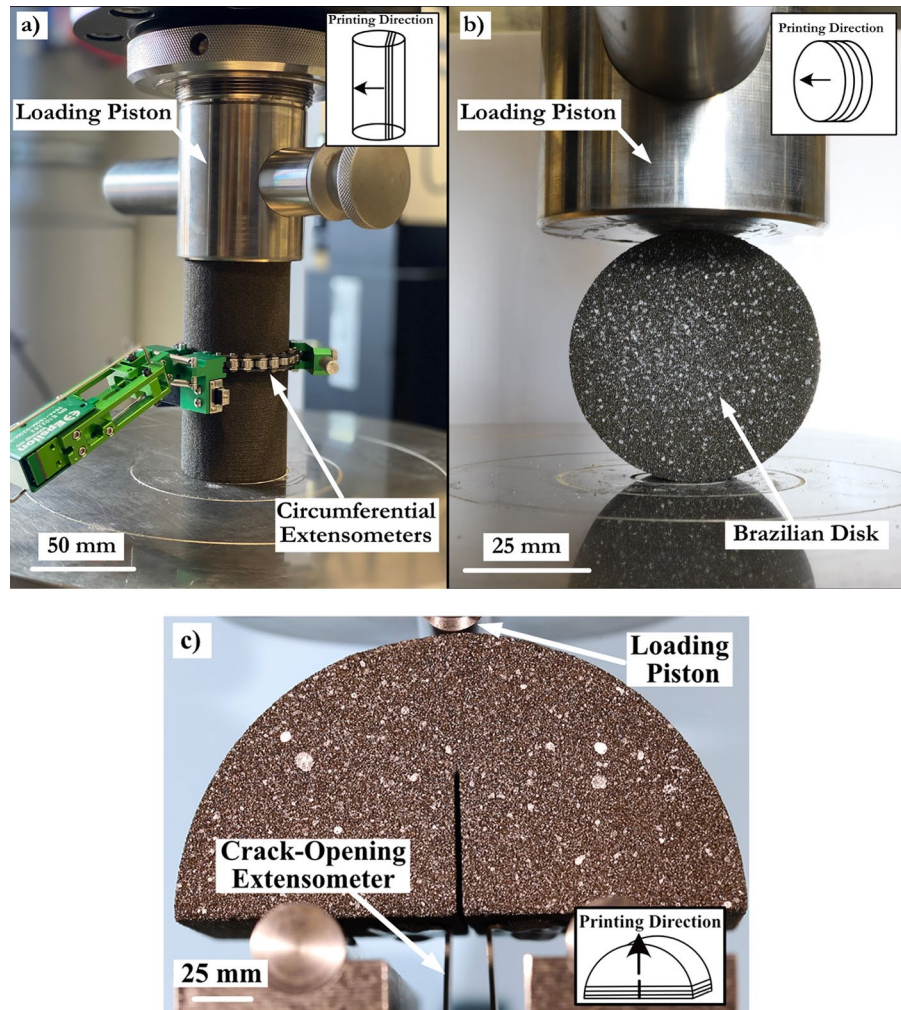 a)
Printing Direction
Loading Piston
Epsilon
Circumferential
Extensometers
50 mm
b)
Printing Direction
Loading Piston
Brazilian Disk
25 mm
c)
Loading
Piston
Crack-Opening
Extensometer
Printing Direction
25 mm